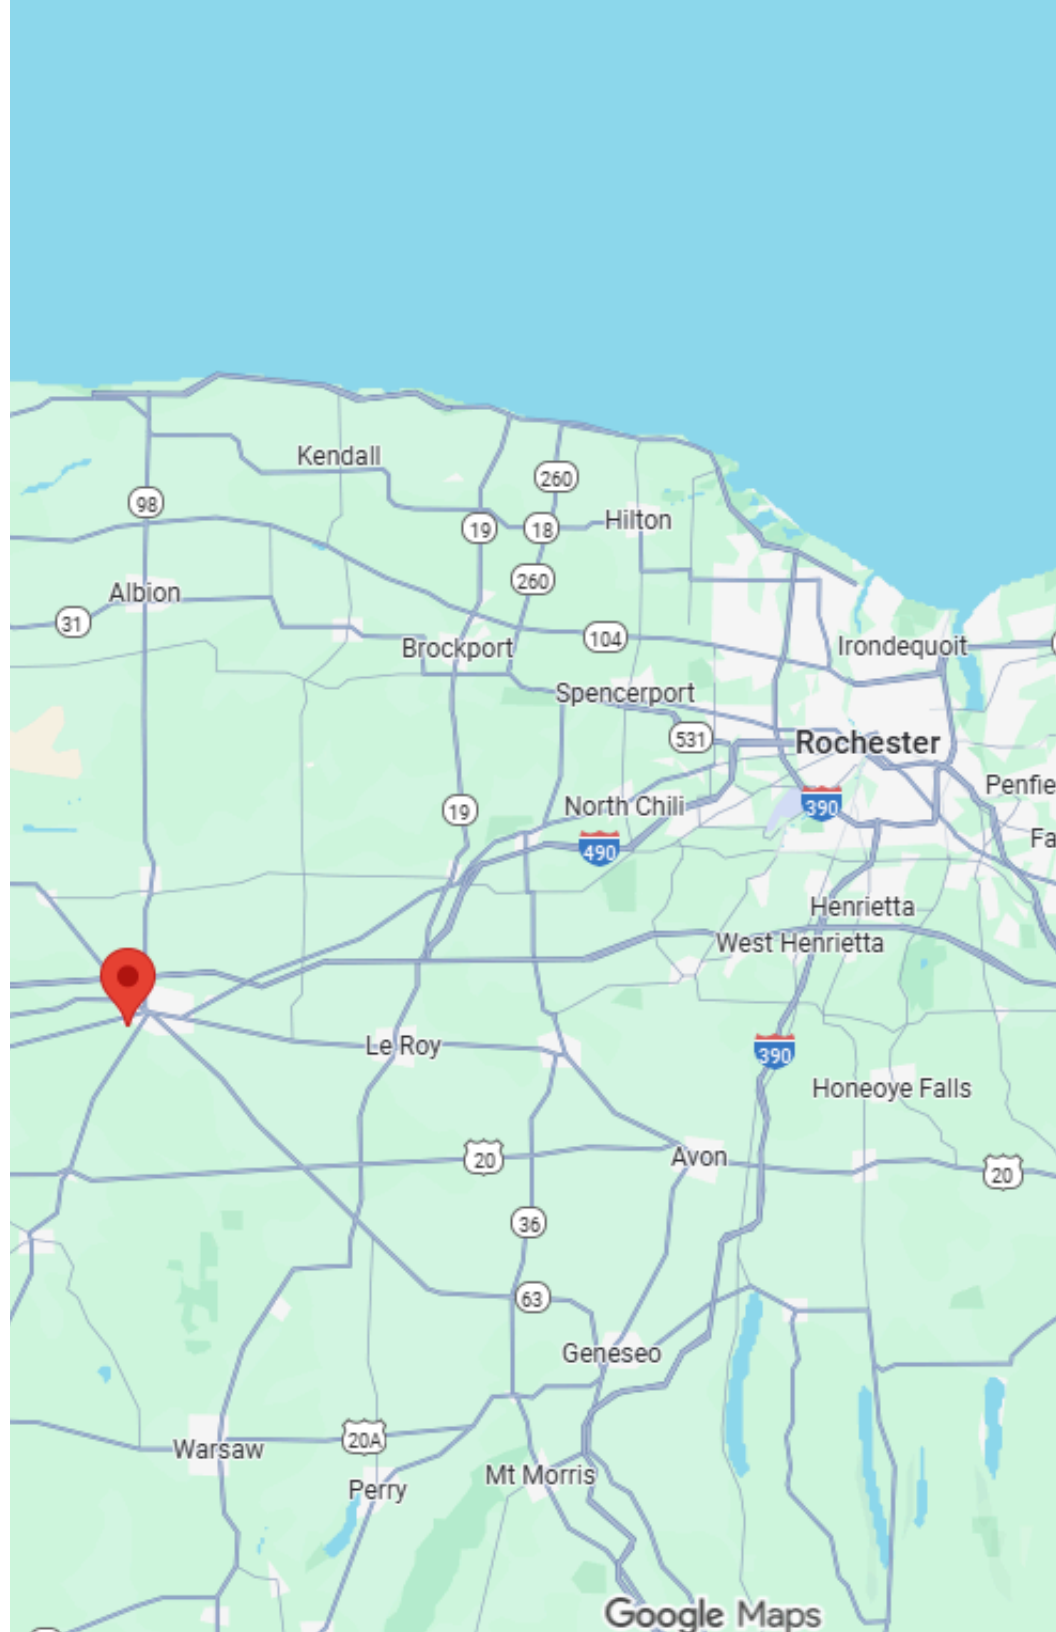 Kendall
260
98
19
18
Hilton
260
Albion
31
104
Brockport
Irondequoit
Spencerport
531
Rochester
Penfie
North Chili
390
19
490
Fa
Henrietta
West Henrietta
Le Roy
390
Honeoye Falls
20
Avon
20
36
63
Geneseo
20A
Warsaw
Mt Morris
Perry
Google Maps